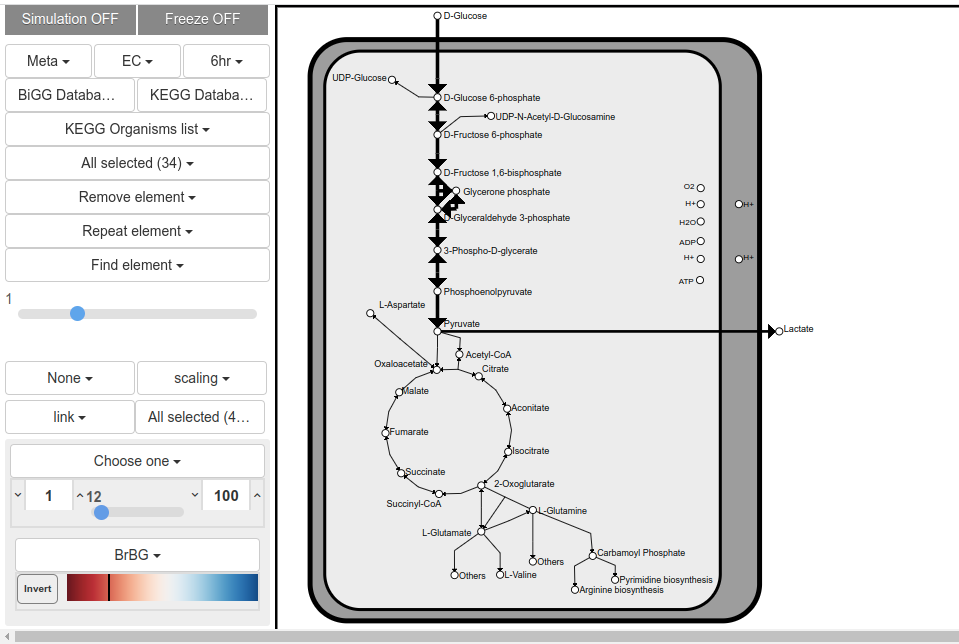 Simulation OFF
Freeze OFF
Meta
EC
6hr
BiGG Databa...
KEGG Databa...
KEGG Organisms list
All selected (34)
Remove element
Repeat element
Find element
1
None
scaling
link
All selected (4...
Choose one
1
12
100
BrBG
Invert
D-Glucose
UDP-Glucose
D-Glucose 6-phosphate
UDP-N-Acetyl-D-Glucosamine
D-Fructose 6-phosphate
D-Fructose 1,6-bisphosphate
Glycerone phosphate
D-Glyceraldehyde 3-phosphate
3-Phospho-D-glycerate
Phosphoenolpyruvate
O2
H+
H+
H2O
ADP
H+
H+
ATP
L-Aspartate
Pyruvate
Lactate
Acetyl-CoA
Oxaloacetate
Citrate
Malate
Aconitate
Fumarate
Isocitrate
Succinate
2-Oxoglutarate
Succinyl-CoA
L-Glutamine
L-Glutamate
Carbamoyl Phosphate
Others
Others
L-Valine
Pyrimidine biosynthesis
Arginine biosynthesis